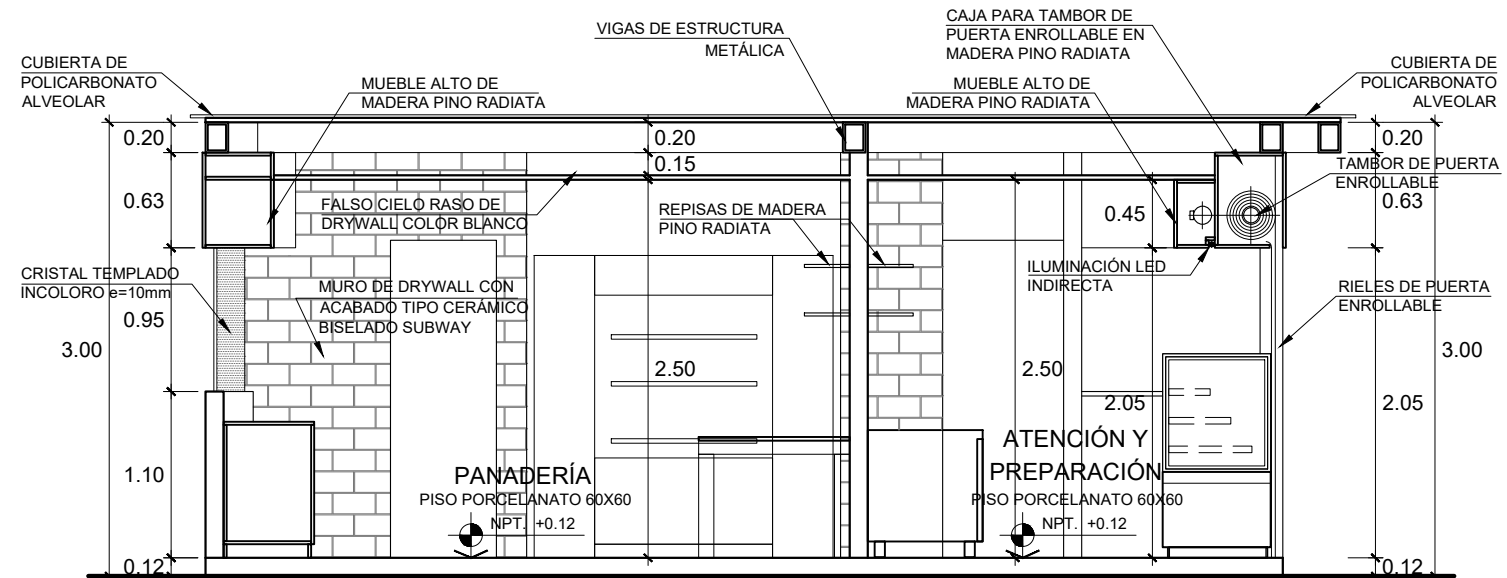 VIGAS DE ESTRUCTURA
METÁLICA
CAJA PARA TAMBOR DE
PUERTA ENROLLABLE EN
MADERA PINO RADIATA
CUBIERTA DE
POLICARBONATO
ALVEOLAR
MUEBLE ALTO DE
MADERA PINO RADIATA
MUEBLE ALTO DE
MADERA PINO RADIATA
CUBIERTA DE
POLICARBONATO
ALVEOLAR
0.20
0.20
0.20
0.15
TAMBOR DE PUERTA
ENROLLABLE
0.63
FALSO CIELO RASO DE
DRYWALL COLOR BLANCO
REPISAS DE MADERA
PINO RADIATA
0.45
0.63
CRISTAL TEMPLADO
INCOLORO e=10mm
MURO DE DRYWALL CON
ACABADO TIPO CERÁMICO
BISELADO SUBWAY
ILUMINACIÓN LED
INDIRECTA
RIELES DE PUERTA
ENROLLABLE
0.95
3.00
2.50
2.50
3.00
2.05
2.05
1.10
PANADERÍA
PISO PORCELANATO 60X60
NPT. +0.12
ATENCIÓN Y
PREPARACIÓN
PISO PORCELANATO 60X60
NPT. +0.12
0.12
0.12